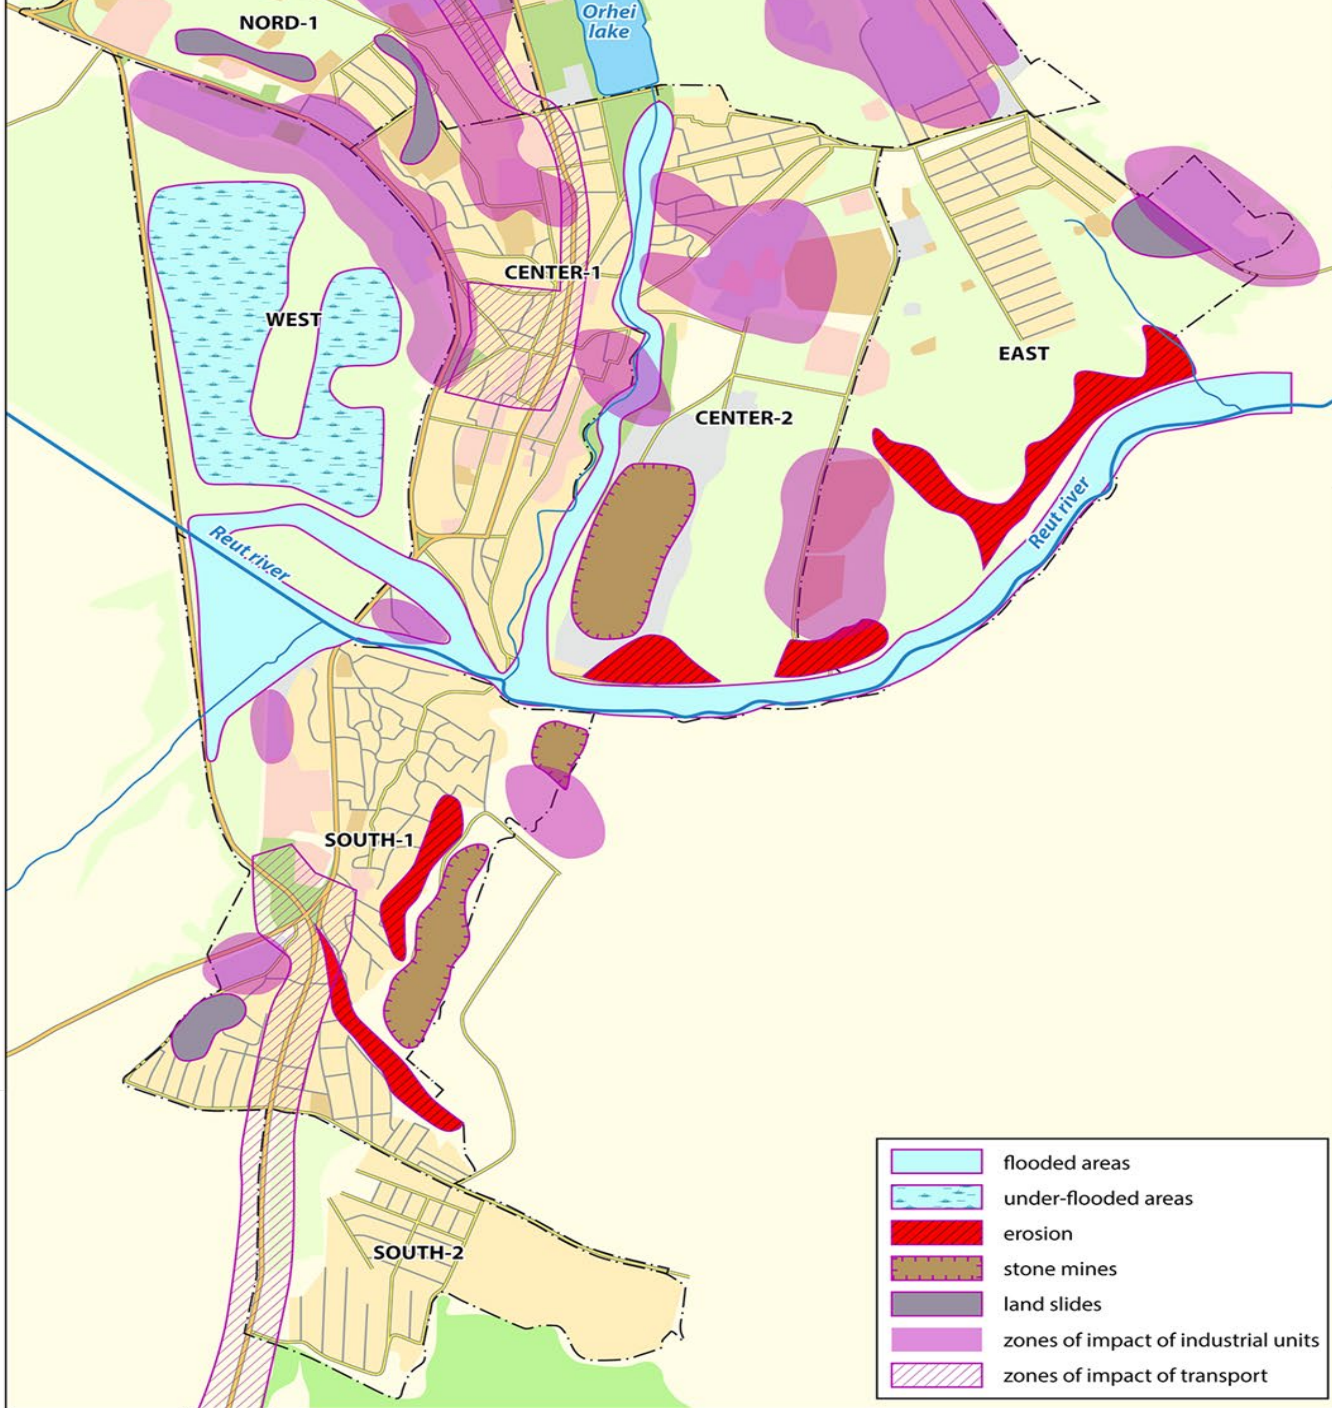 NORD-1
Orhei
lake
CENTER-1
WEST
EAST
CENTER-2
Reut river
Reut river
SOUTH-1
SOUTH-2
flooded areas
under-flooded areas
erosion
stone mines
land slides
zones of impact of industrial units
zones of impact of transport